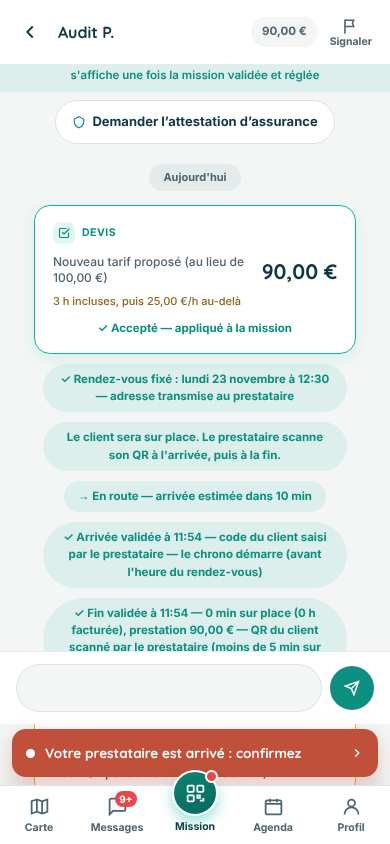 Audit P.
90,00 €
Signaler
s'affiche une fois la mission validée et réglée
Demander l'attestation d'assurance
Aujourd'hui
DEVIS
Nouveau tarif proposé (au lieu de
100,00 €)
90,00 €
3 h incluses, puis 25,00 €/h au-delà
✓ Accepté — appliqué à la mission
✓ Rendez-vous fixé : lundi 23 novembre à 12:30
— adresse transmise au prestataire
Le client sera sur place. Le prestataire scanne
son QR à l'arrivée, puis à la fin.
→ En route — arrivée estimée dans 10 min
✓ Arrivée validée à 11:54 — code du client saisi
par le prestataire — le chrono démarre (avant
l'heure du rendez-vous)
✓ Fin validée à 11:54 — 0 min sur place (0 h
facturée), prestation 90,00 € — QR du client
scanné par le prestataire (moins de 5 min sur
Votre prestataire est arrivé : confirmez
9+
Carte
Messages
Mission
Agenda
Profil